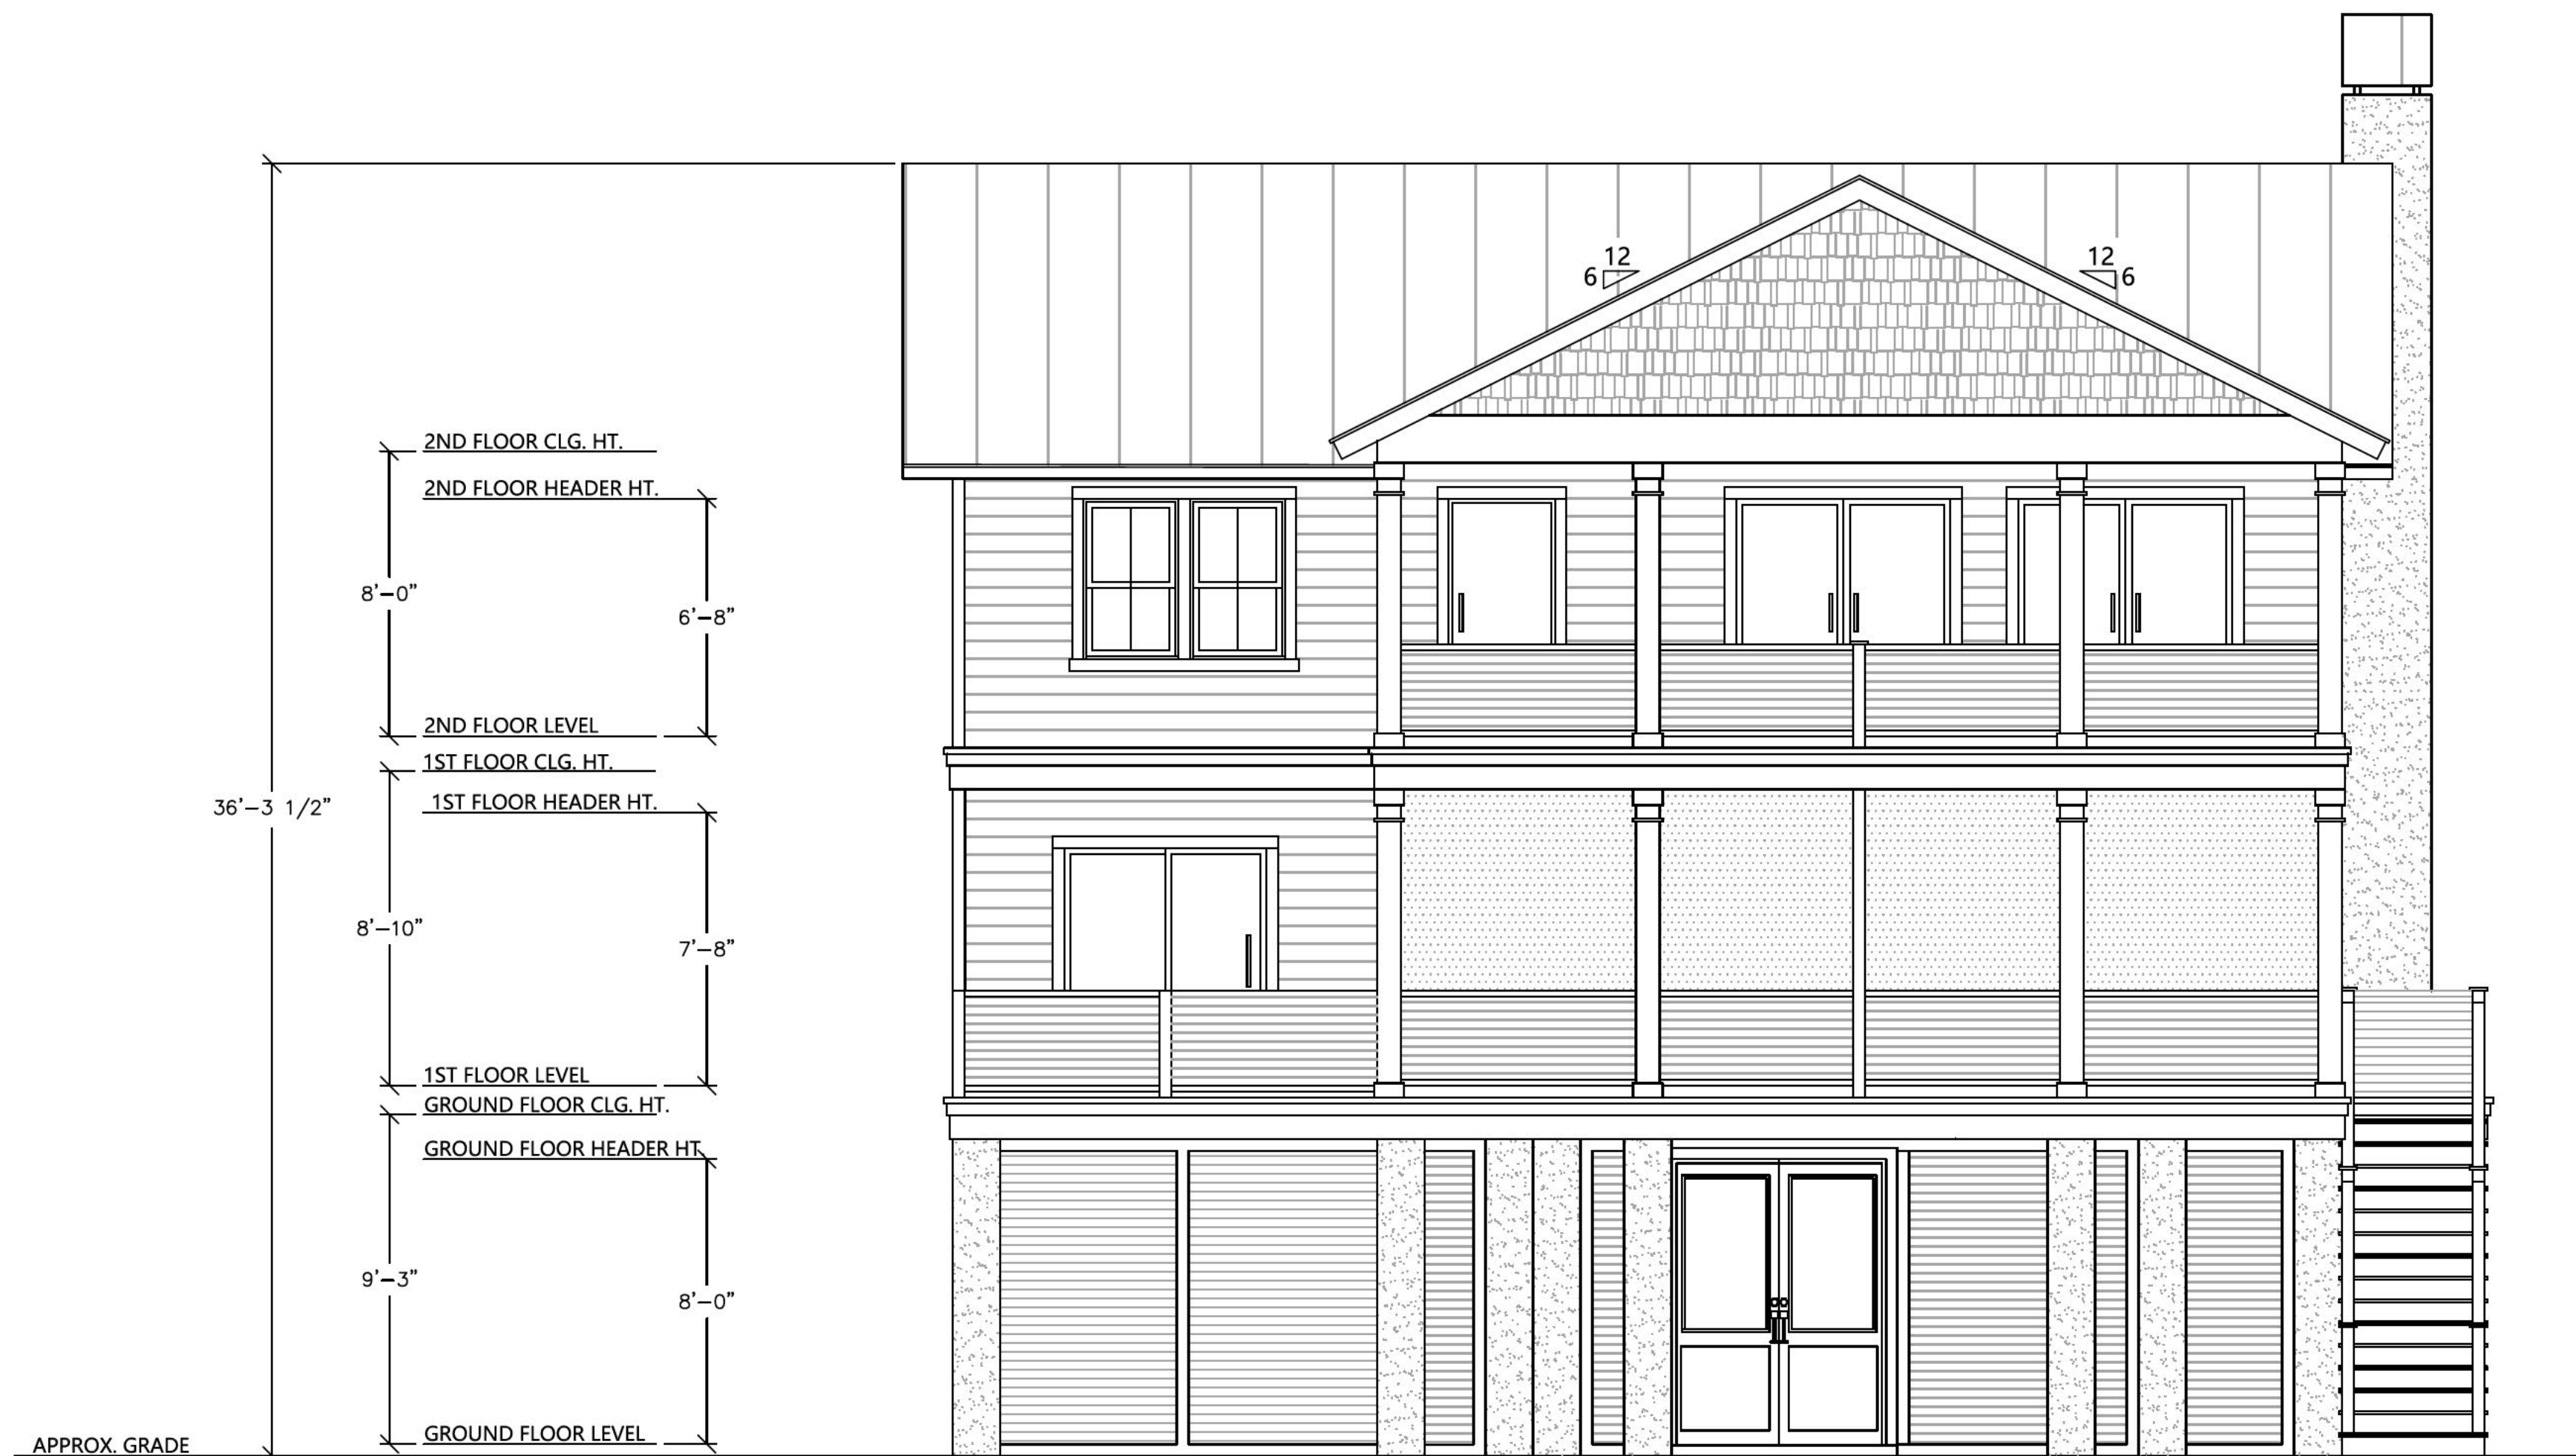 12
12
6
6
2ND FLOOR CLG. HT.
2ND FLOOR HEADER HT.
8'-0"
6'-8"
2ND FLOOR LEVEL
1ST FLOOR CLG. HT.
1ST FLOOR HEADER HT.
36'-3 1/2"
8'-10"
7'-8"
1ST FLOOR LEVEL
GROUND FLOOR CLG. HT.
GROUND FLOOR HEADER HT.
9'-3"
8'-0"
GROUND FLOOR LEVEL
APPROX. GRADE